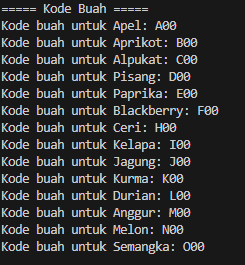 ===== Kode Buah =====
Kode buah untuk Apel: A00
Kode buah untuk Aprikot: B00
Kode buah untuk Alpukat: C00
Kode buah untuk Pisang: D00
Kode buah untuk Paprika: E00
Kode buah untuk Blackberry: F00
Kode buah untuk Ceri: H00
Kode buah untuk Kelapa: I00
Kode buah untuk Jagung: J00
Kode buah untuk Kurma: K00
Kode buah untuk Durian: L00
Kode buah untuk Anggur: M00
Kode buah untuk Melon: N00
Kode buah untuk Semangka: O00